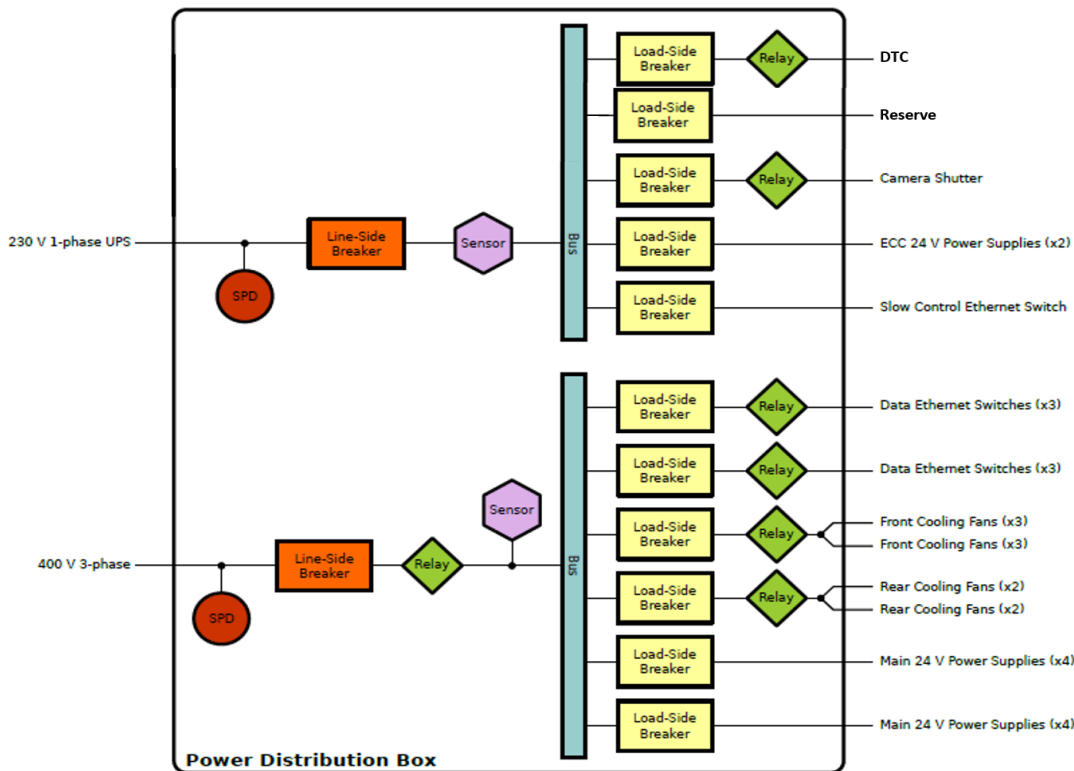 Load-Side
Breaker
Relay
DTC
Load-Side
Breaker
Reserve
Load-Side
Breaker
Relay
Camera Shutter
230 V 1-phase UPS
Line-Side
Breaker
Sensor
Bus
Load-Side
Breaker
ECC 24 V Power Supplies (x2)
SPD
Load-Side
Breaker
Slow Control Ethernet Switch
Load-Side
Breaker
Relay
Data Ethernet Switches (x3)
Load-Side
Breaker
Relay
Data Ethernet Switches (x3)
Sensor
Load-Side
Breaker
Relay
Front Cooling Fans (x3)
Front Cooling Fans (x3)
400 V 3-phase
Line-Side
Breaker
Relay
Bus
Load-Side
Breaker
Relay
Rear Cooling Fans (x2)
Rear Cooling Fans (x2)
SPD
Load-Side
Breaker
Main 24 V Power Supplies (x4)
Load-Side
Breaker
Main 24 V Power Supplies (x4)
Power Distribution Box